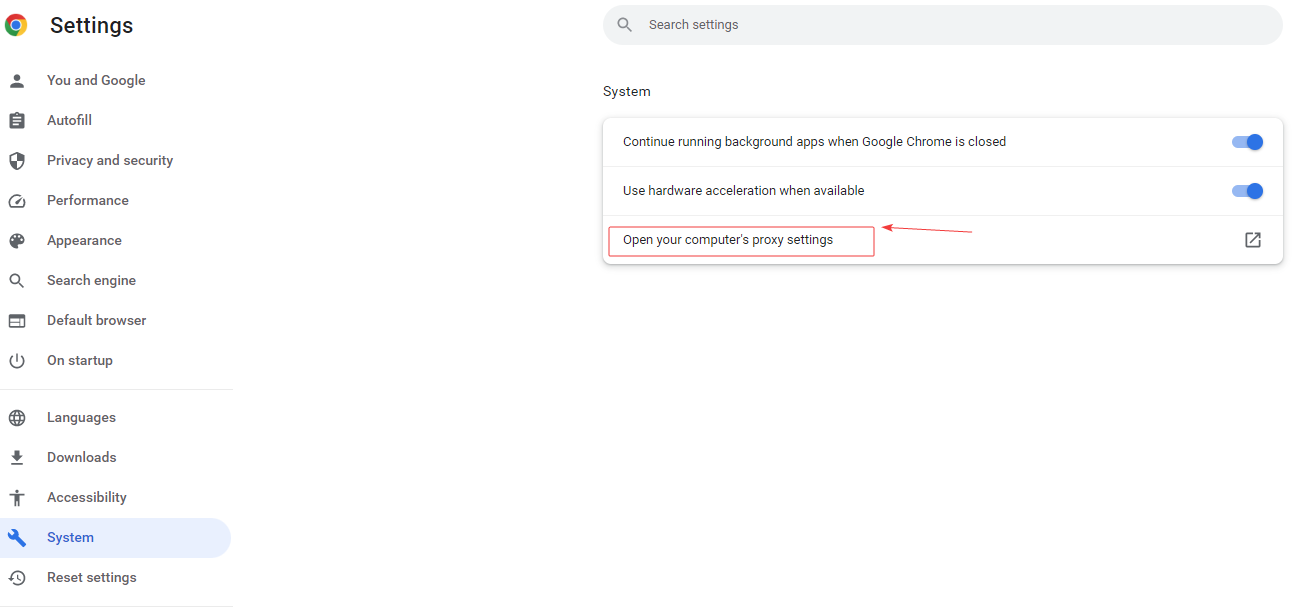 Settings
Search settings
You and Google
Autofill
Privacy and security
Performance
Appearance
Search engine
Default browser
On startup
Languages
Downloads
Accessibility
System
Reset settings
System
Continue running background apps when Google Chrome is closed
Use hardware acceleration when available
Open your computer's proxy settings